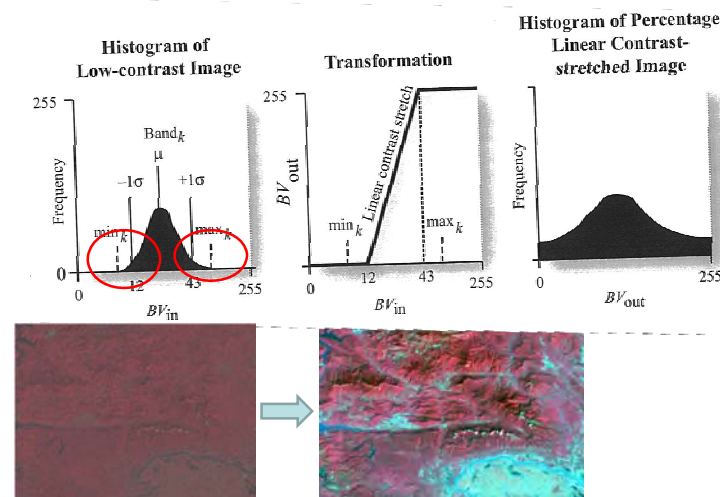 Histogram of
Low-contrast Image
255
Frequency
Band k
μ
−1σ
+1σ
min k
max k
0
0
12
43
255
BV in
Transformation
255
BV out
Linear contrast stretch
min k
max k
0
12
43
255
BV in
Histogram of Percentage
Linear Contrast-
stretched Image
Frequency
0
255
BV out